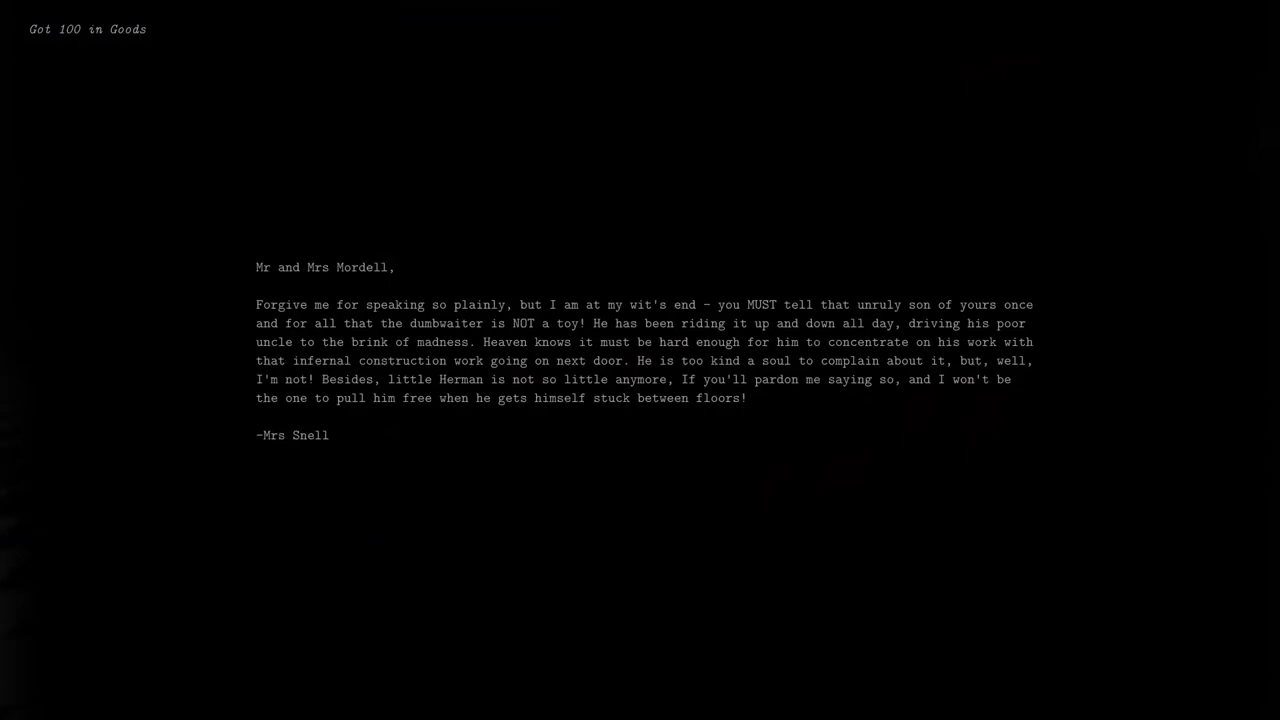 Got 100 in Goods
Mr and Mrs Mordell,
Forgive me for speaking so plainly, but I am at my wit's end - you MUST tell that unruly son of yours once
and for all that the dumbwaiter is NOT a toy! He has been riding it up and down all day, driving his poor
uncle to the brink of madness. Heaven knows it must be hard enough for him to concentrate on his work with
that infernal construction work going on next door. He is too kind a soul to complain about it, but, well,
I'm not! Besides, little Herman is not so little anymore, If you'll pardon me saying so, and I won't be
the one to pull him free when he gets himself stuck between floors!
-Mrs Snell